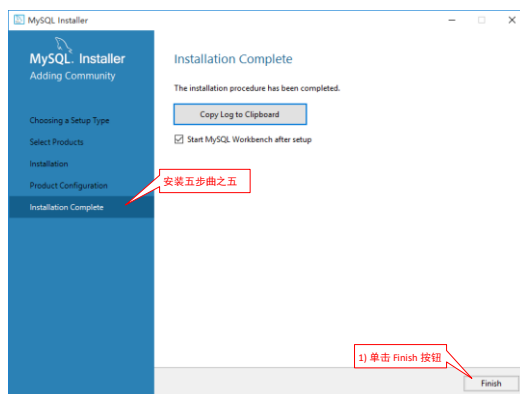 MySQL Installer
MySQL. Installer
Adding Community
Choosing a Setup Type
Select Products
Installation
Product Configuration
Installation Complete
安装五步曲之五
Installation Complete
The installation procedure has been completed.
Copy Log to Clipboard
Start MySQL Workbench after setup
1) 单击 Finish 按钮
Finish